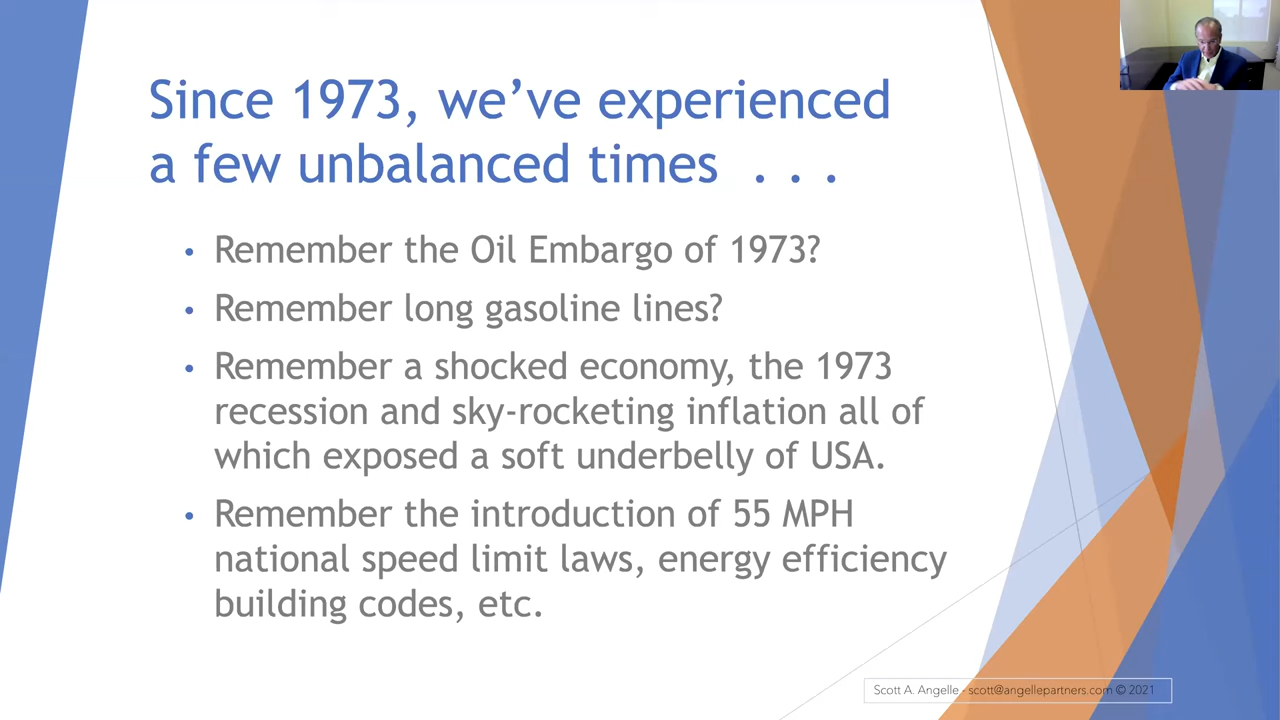 Since 1973, we’ve experienced
a few unbalanced times . . .
• Remember the Oil Embargo of 1973?
• Remember long gasoline lines?
• Remember a shocked economy, the 1973
recession and sky-rocketing inflation all of
which exposed a soft underbelly of USA.
• Remember the introduction of 55 MPH
national speed limit laws, energy efficiency
building codes, etc.
Scott A. Angelle - scott@angellepartners.com © 2021